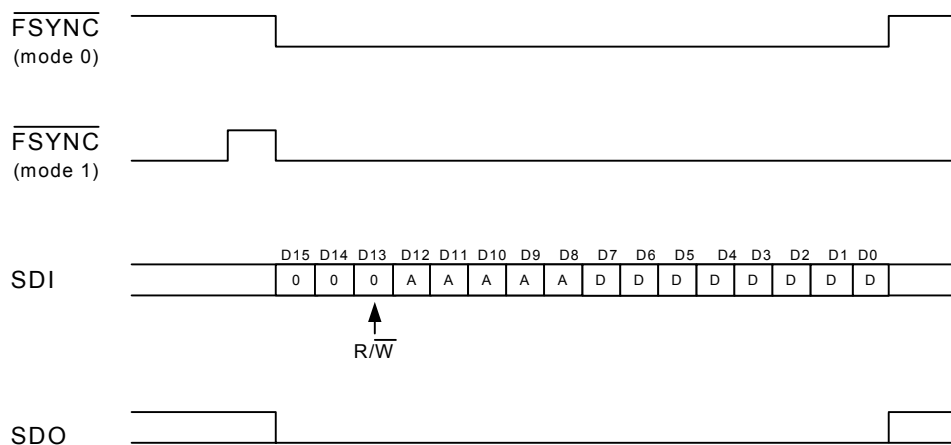 FSYNC
(mode 0)
FSYNC
(mode 1)
D15 D14 D13 D12 D11 D10 D9 D8 D7 D6 D5 D4 D3 D2 D1 D0
SDI 0 0 0 A A A A A D D D D D D D D
R/W
SDO